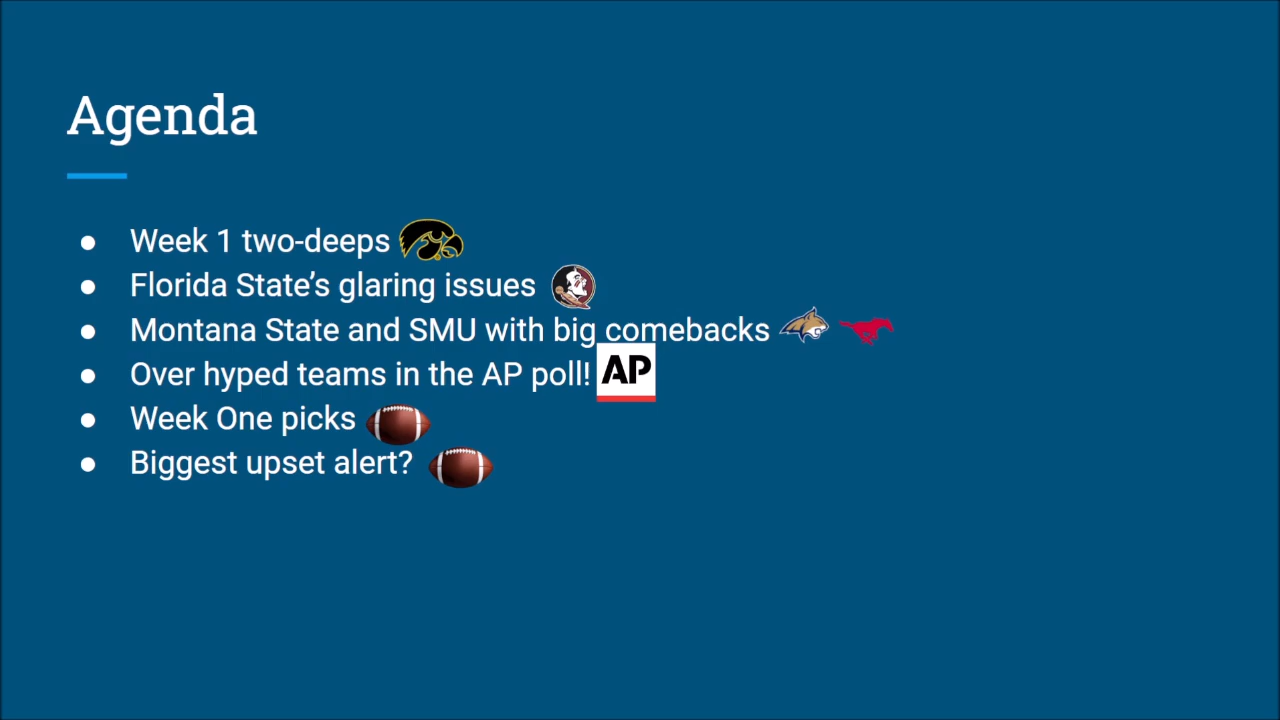 Agenda
Week 1 two-deeps
Florida State’s glaring issues
Montana State and SMU with big comebacks
Over hyped teams in the AP poll! AP
Week One picks
Biggest upset alert?